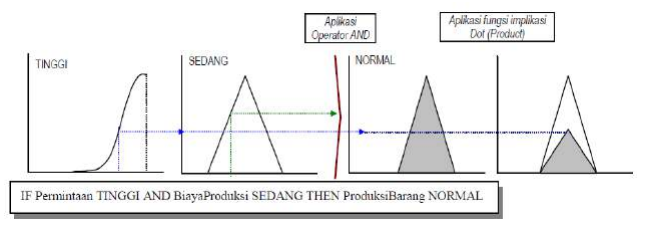 Aplikasi
Operator AND
Aplikasi fungsi implikasi
Dot (Product)
TINGGI
SEDANG
NORMAL
IF Permintaan TINGGI AND BiayaProduksi SEDANG THEN ProduksiBarang NORMAL